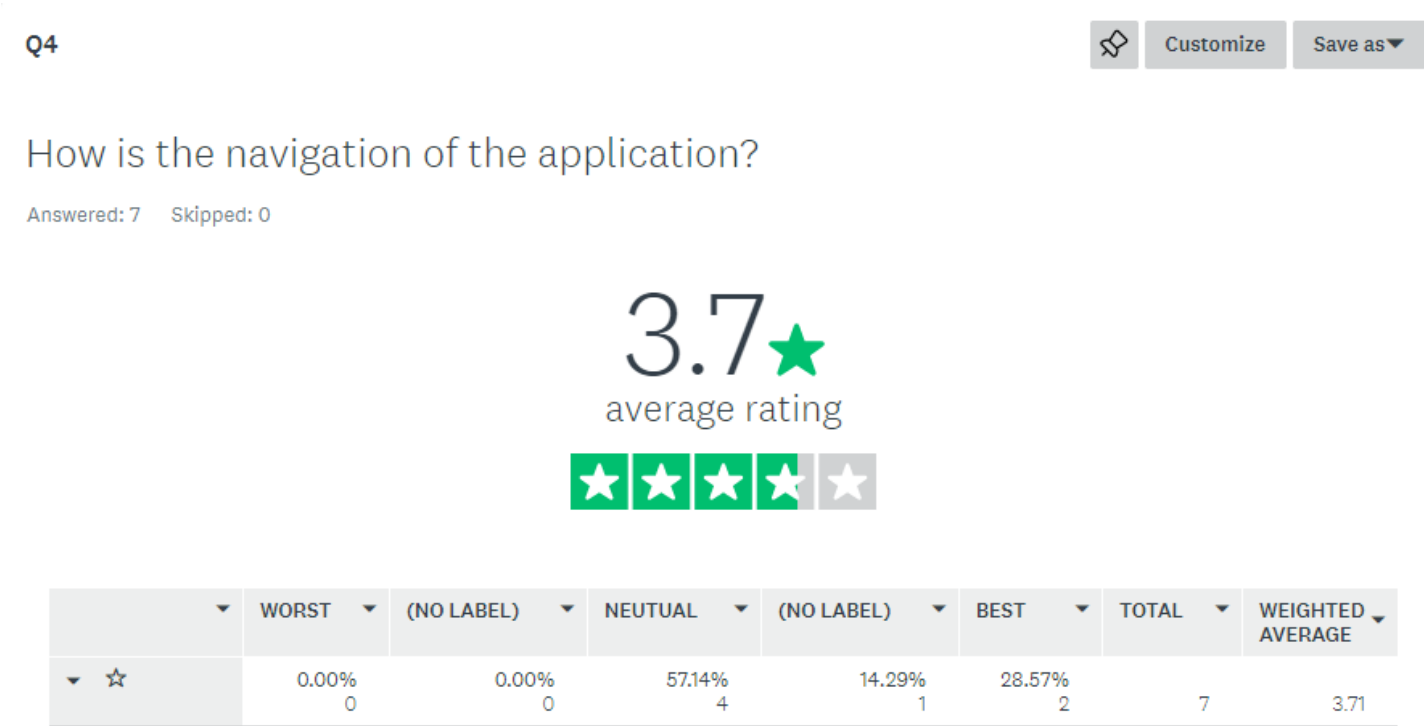 Q4
Customize
Save as
How is the navigation of the application?
Answered: 7 Skipped: 0
3.7
average rating
WORST (NO LABEL) NEUTUAL (NO LABEL) BEST TOTAL WEIGHTED AVERAGE
0.00% 0.00% 57.14% 14.29% 28.57%
0 0 4 1 2 7 3.71